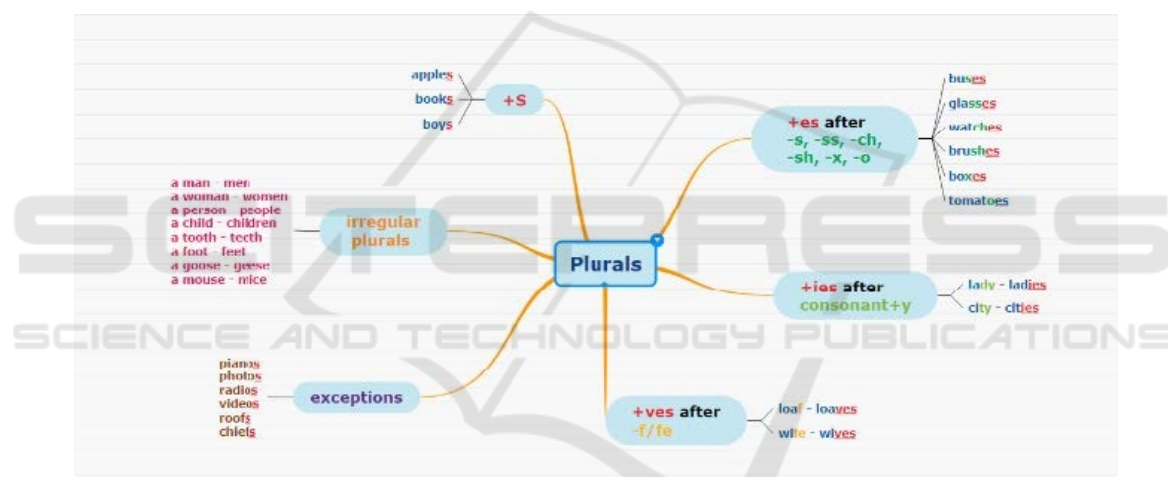 Plurals
+S
apples
books
boys
+es after
-s, -ss, -ch,
-sh, -x, -o
buses
glasses
watches
brushes
boxes
tomatoes
irregular
plurals
a man - men
a woman - women
a person - people
a child - children
a tooth - teeth
a foot - feet
a goose - geese
a mouse - mice
+ies after
consonant+y
lady - ladies
city - cities
exceptions
pianos
photos
radios
videos
roofs
chiefs
+ves after
-f/fe
loaf - loaves
wife - wives
SCITEPRESS
SCIENCE AND TECHNOLOGY PUBLICATIONS